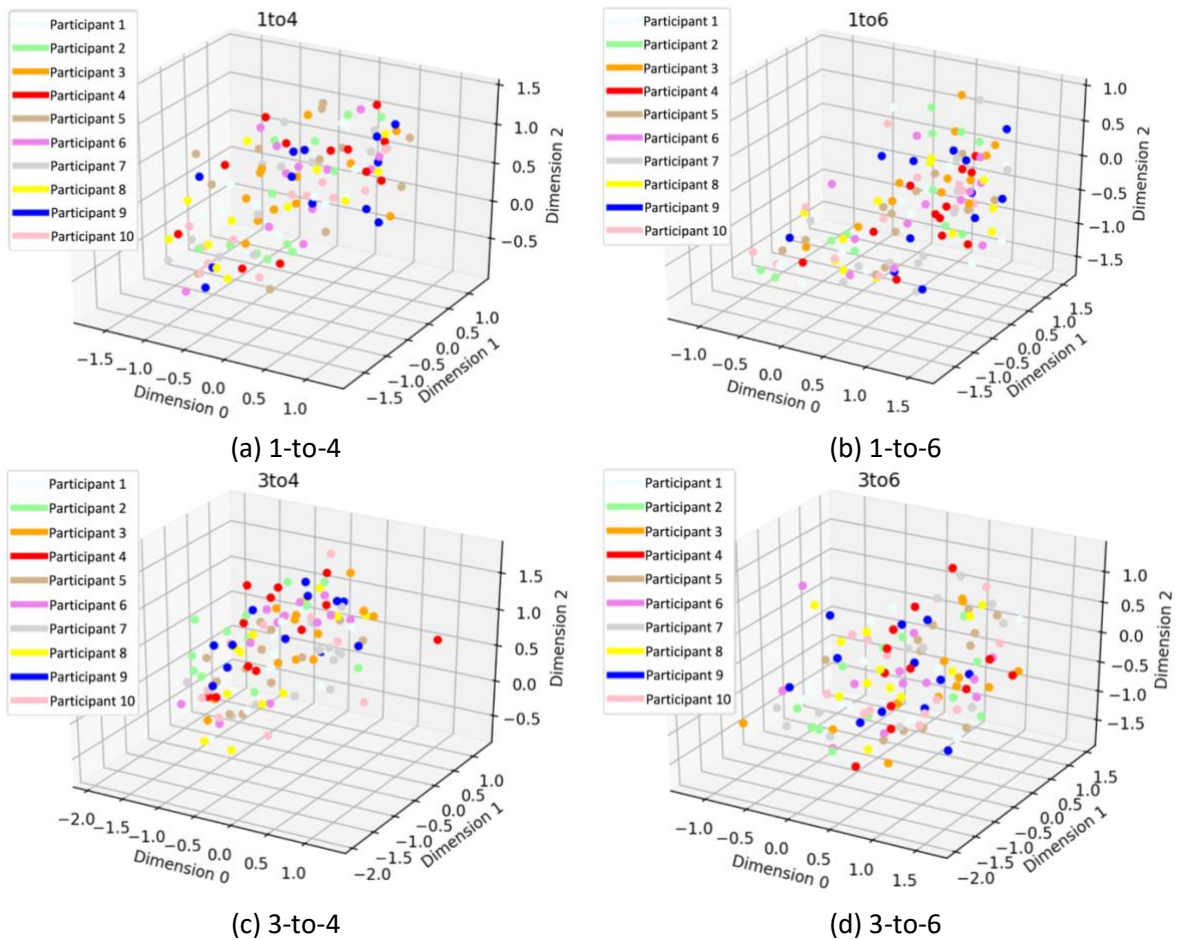 1to4
Participant 1
Participant 2
Participant 3
Participant 4
Participant 5
Participant 6
Participant 7
Participant 8
Participant 9
Participant 10
1.5
1.0
0.5
0.0
−0.5
Dimension 2
−1.5
−1.0
−0.5
0.0
0.5
1.0
Dimension 0
−1.5
−1.0
−0.5
0.0
0.5
1.0
Dimension 1
(a) 1-to-4
1to6
Participant 1
Participant 2
Participant 3
Participant 4
Participant 5
Participant 6
Participant 7
Participant 8
Participant 9
Participant 10
1.0
0.5
0.0
−0.5
−1.0
−1.5
Dimension 2
−1.0
−0.5
0.0
0.5
1.0
1.5
Dimension 0
−1.5
−1.0
−0.5
0.0
0.5
1.0
1.5
Dimension 1
(b) 1-to-6
3to4
Participant 1
Participant 2
Participant 3
Participant 4
Participant 5
Participant 6
Participant 7
Participant 8
Participant 9
Participant 10
1.5
1.0
0.5
0.0
−0.5
Dimension 2
−2.0
−1.5
−1.0
−0.5
0.0
0.5
1.0
Dimension 0
−2.0
−1.5
−1.0
−0.5
0.0
0.5
1.0
Dimension 1
(c) 3-to-4
3to6
Participant 1
Participant 2
Participant 3
Participant 4
Participant 5
Participant 6
Participant 7
Participant 8
Participant 9
Participant 10
1.0
0.5
0.0
−0.5
−1.0
−1.5
Dimension 2
−1.0
−0.5
0.0
0.5
1.0
1.5
Dimension 0
−2.0
−1.5
−1.0
−0.5
0.0
0.5
1.0
1.5
Dimension 1
(d) 3-to-6